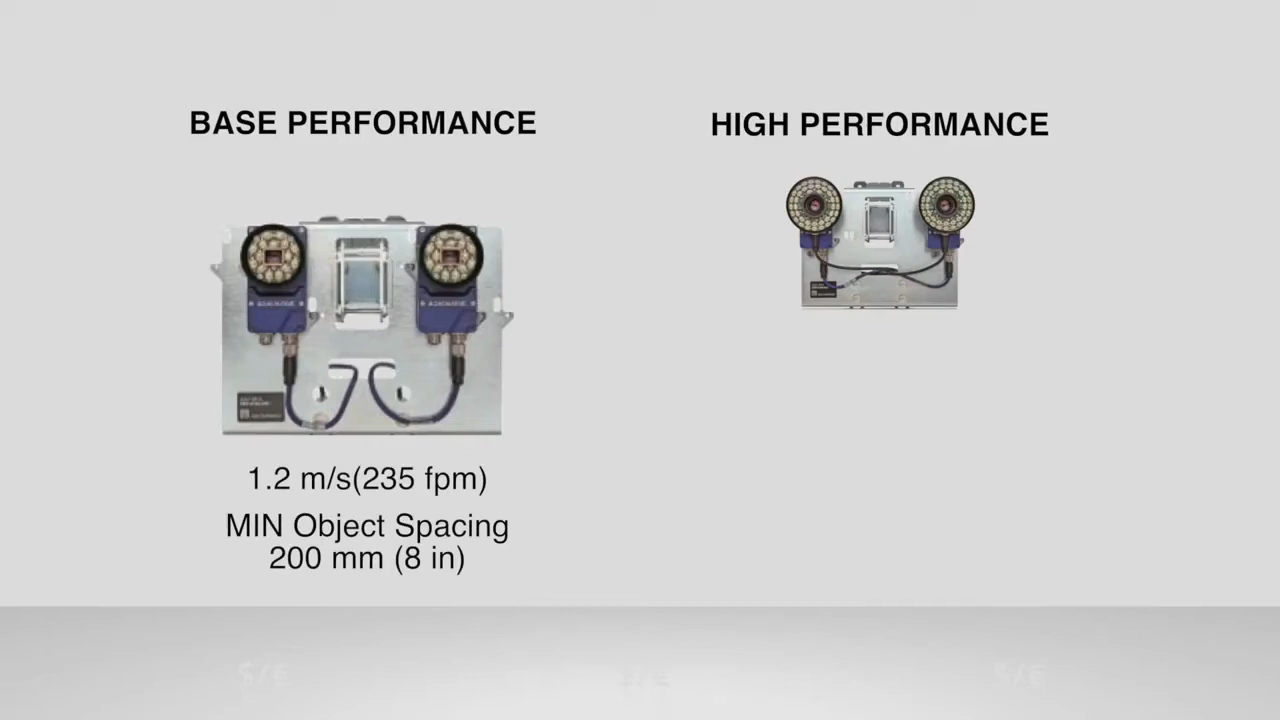 BASE PERFORMANCE
HIGH PERFORMANCE
1.2 m/s(235 fpm)
MIN Object Spacing
200 mm (8 in)